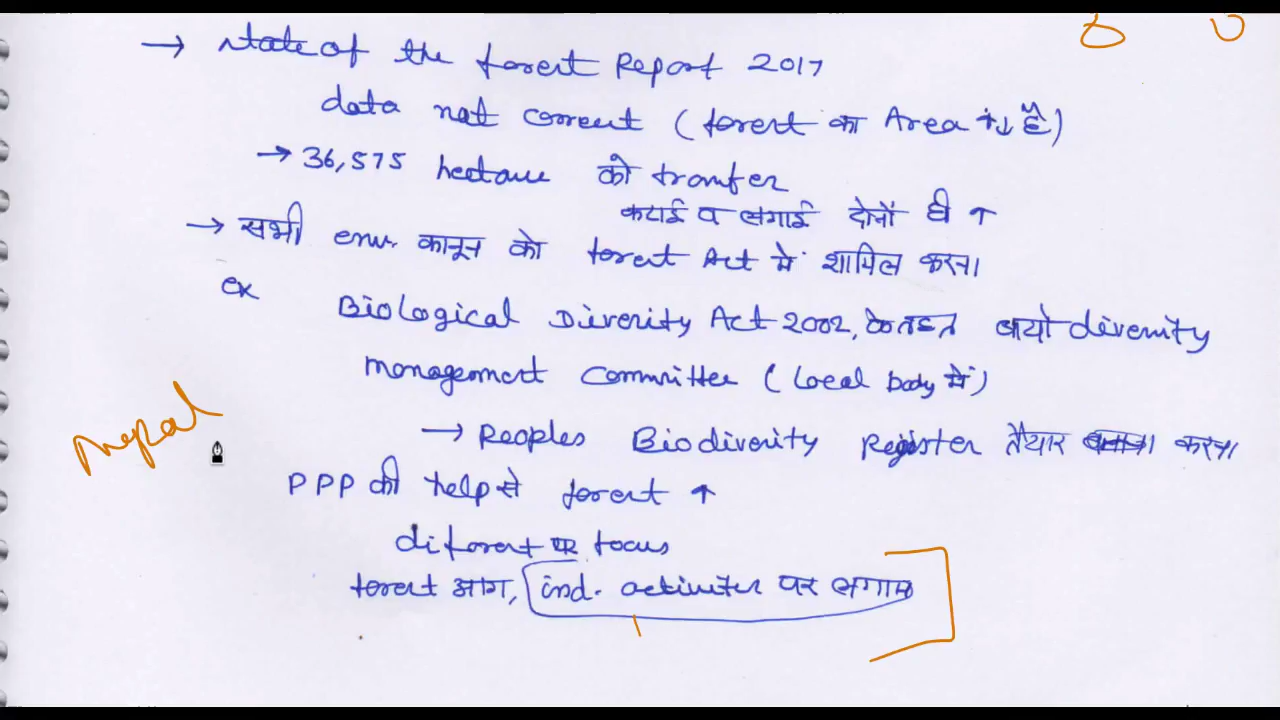 → State of the forest Report 2017
data not correct (forest का Area ↑↓ है)
→ 36,575 hectare को transfer
कटाई व लगाई दोनों ही ↑
→ सभी env. कानून को forest Act में शामिल करना
ex Biological Diversity Act 2002, के तहत बायो diversity
management committee (Local body में)
→ Peoples Biodiversity Register तैयार करना
Nepal
PPP की help से forest ↑
पर focus
forest आग, ind. activities पर लगाम